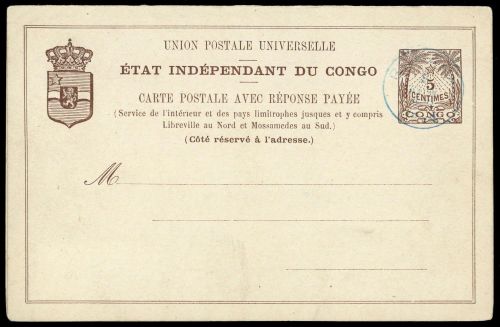 UNION POSTALE UNIVERSELLE
ÉTAT INDÉPENDANT DU CONGO
CARTE POSTALE AVEC RÉPONSE PAYÉE
(Service de l'intérieur et des pays limitrophes jusques et y compris
Libreville au Nord et Mossamedes au Sud.)
(Côté réservé à l'adresse.)
5
CENTIMES
CONGO
M